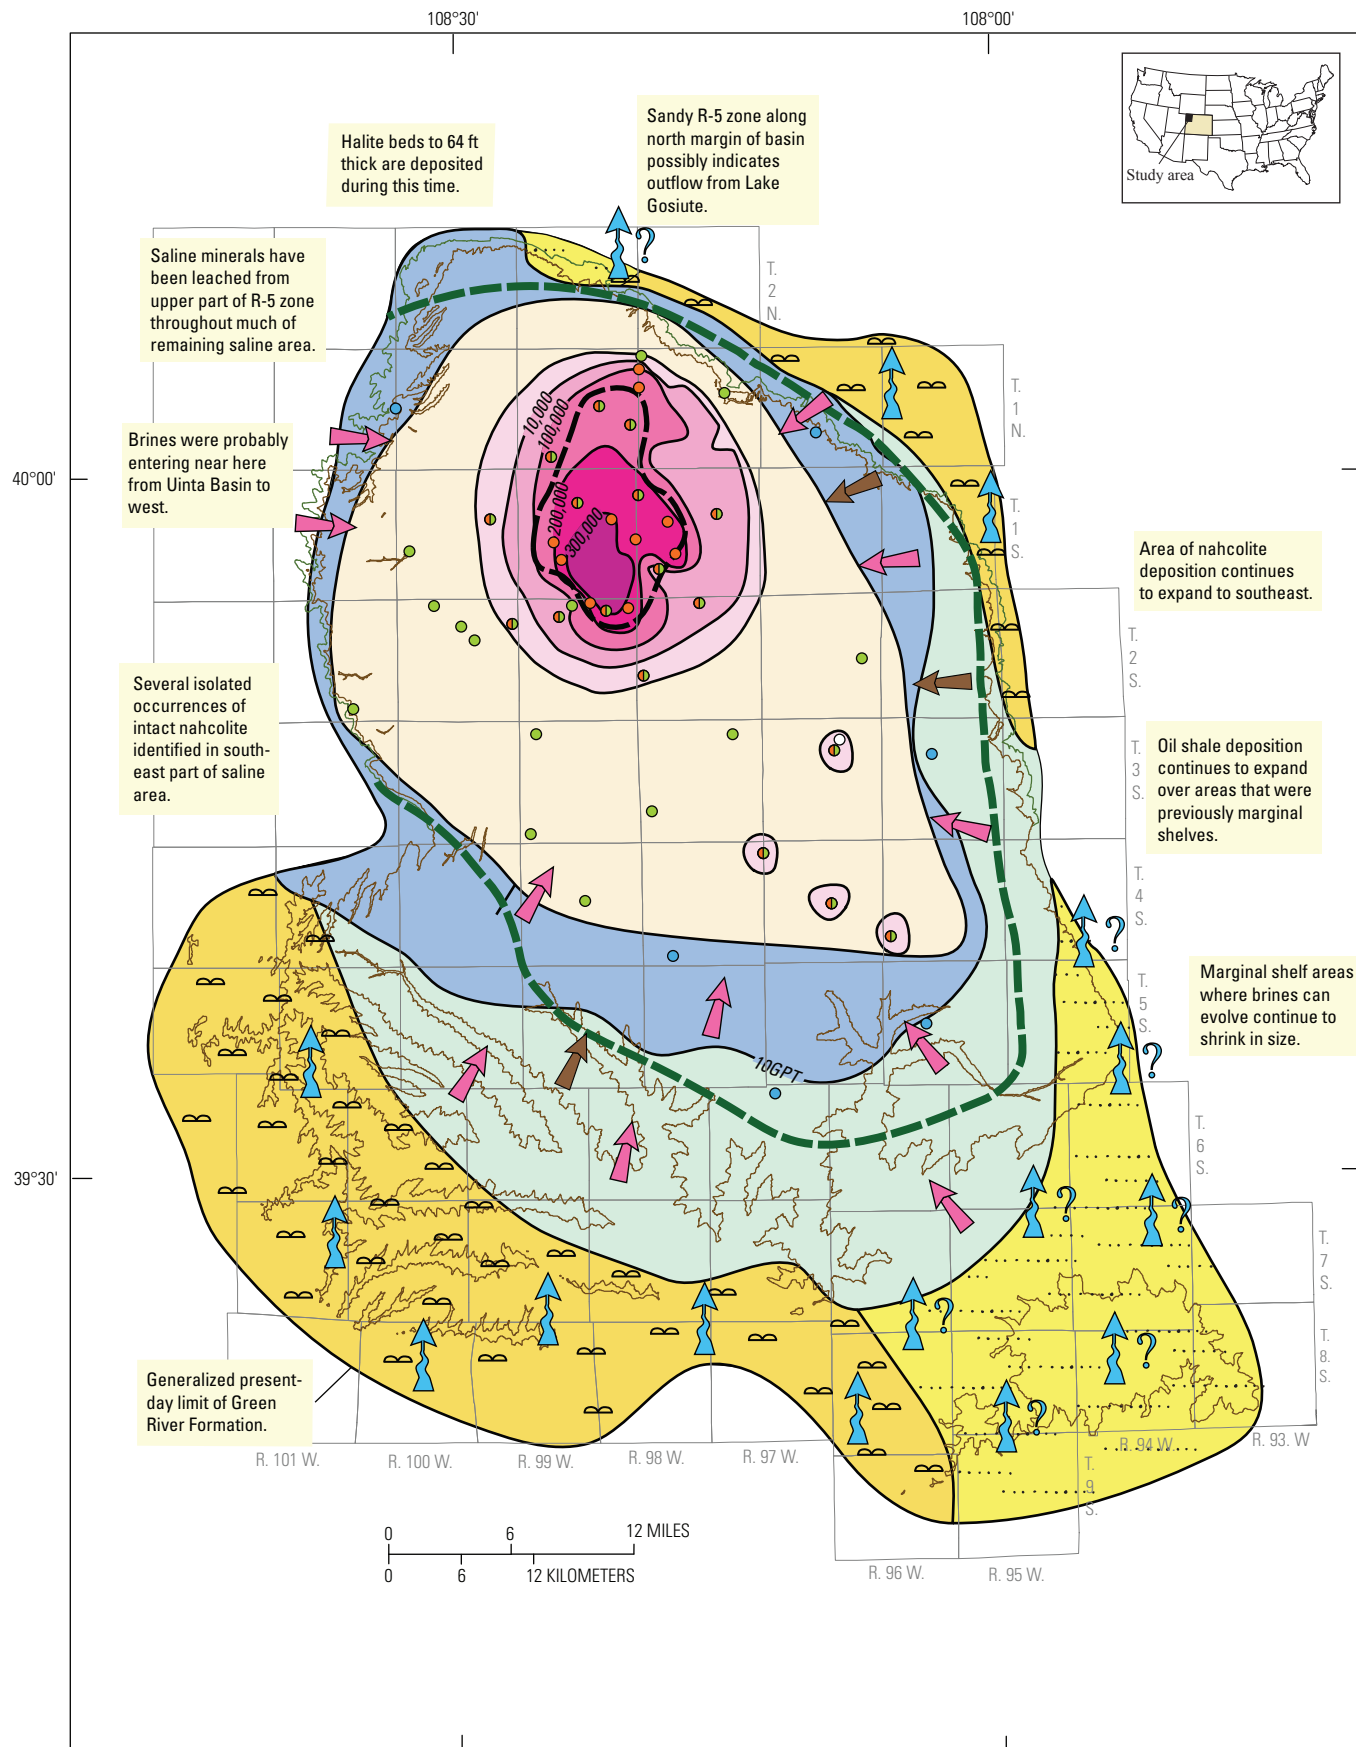 108°30'
108°00'
Study area
Halite beds to 64 ft
thick are deposited
during this time.
Sandy R-5 zone along
north margin of basin
possibly indicates
outflow from Lake
Gosiute.
?
Saline minerals have
been leached from
upper part of R-5 zone
throughout much of
remaining saline area.
T.
2
N.
T.
1
N.
10,000
100,000
200,000
300,000
Brines were probably
entering near here
from Uinta Basin to
west.
40°00'
T.
1
S.
Area of nahcolite
deposition continues
to expand to southeast.
T.
2
S.
Several isolated
occurrences of
intact nahcolite
identified in south-
east part of saline
area.
T.
3
S.
Oil shale deposition
continues to expand
over areas that were
previously marginal
shelves.
T.
4
S.
?
Marginal shelf areas
where brines can
evolve continue to
shrink in size.
T.
5
S.
?
10GPT
T.
6
S.
39°30'
?
?
T.
7
S.
?
?
T.
8.
S.
Generalized present-
day limit of Green
River Formation.
?
R. 101 W.
R. 100 W.
R. 99 W.
R. 98 W.
R. 97 W.
R. 94 W.
R. 93. W
T.
9
S.
0
6
12 MILES
0
6
12 KILOMETERS
R. 96 W.
R. 95 W.